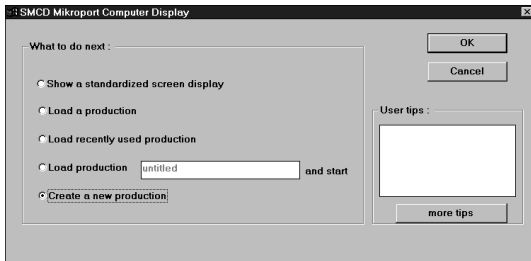 SMCD Mikroport Computer Display
What to do next :
Show a standardized screen display
Load a production
Load recently used production
Load production untitled and start
Create a new production
OK
Cancel
User tips :
more tips